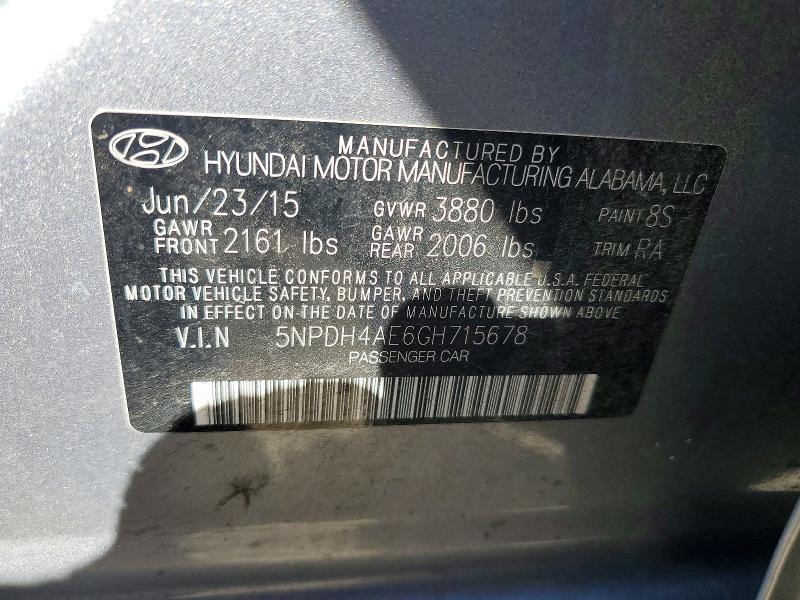 MANUFACTURED BY
HYUNDAI MOTOR MANUFACTURING ALABAMA, LLC
Jun/23/15 GVWR 3880 lbs PAINT 8S
GAWR FRONT 2161 lbs GAWR REAR 2006 lbs TRIM RA
THIS VEHICLE CONFORMS TO ALL APPLICABLE U.S.A. FEDERAL
MOTOR VEHICLE SAFETY, BUMPER, AND THEFT PREVENTION STANDARDS
IN EFFECT ON THE DATE OF MANUFACTURE SHOWN ABOVE
V.I.N 5NPDH4AE6GH715678
PASSENGER CAR